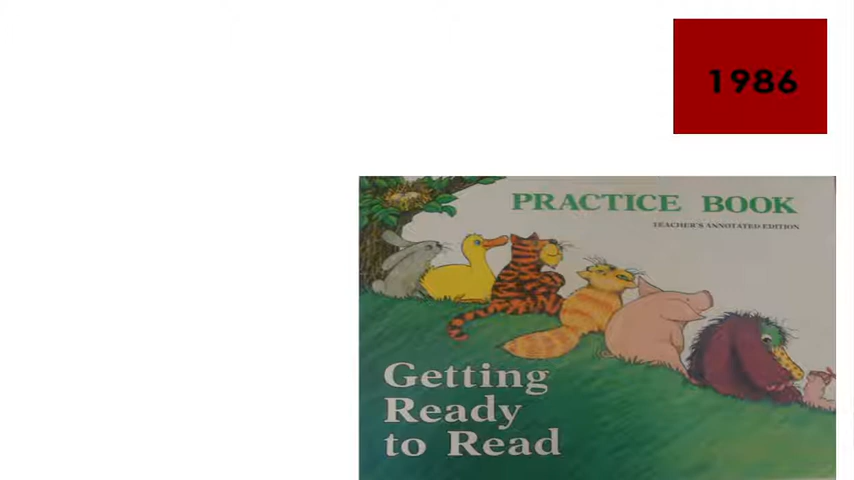 1986
PRACTICE BOOK
TEACHER'S ANNOTATED EDITION
Getting
Ready
to Read